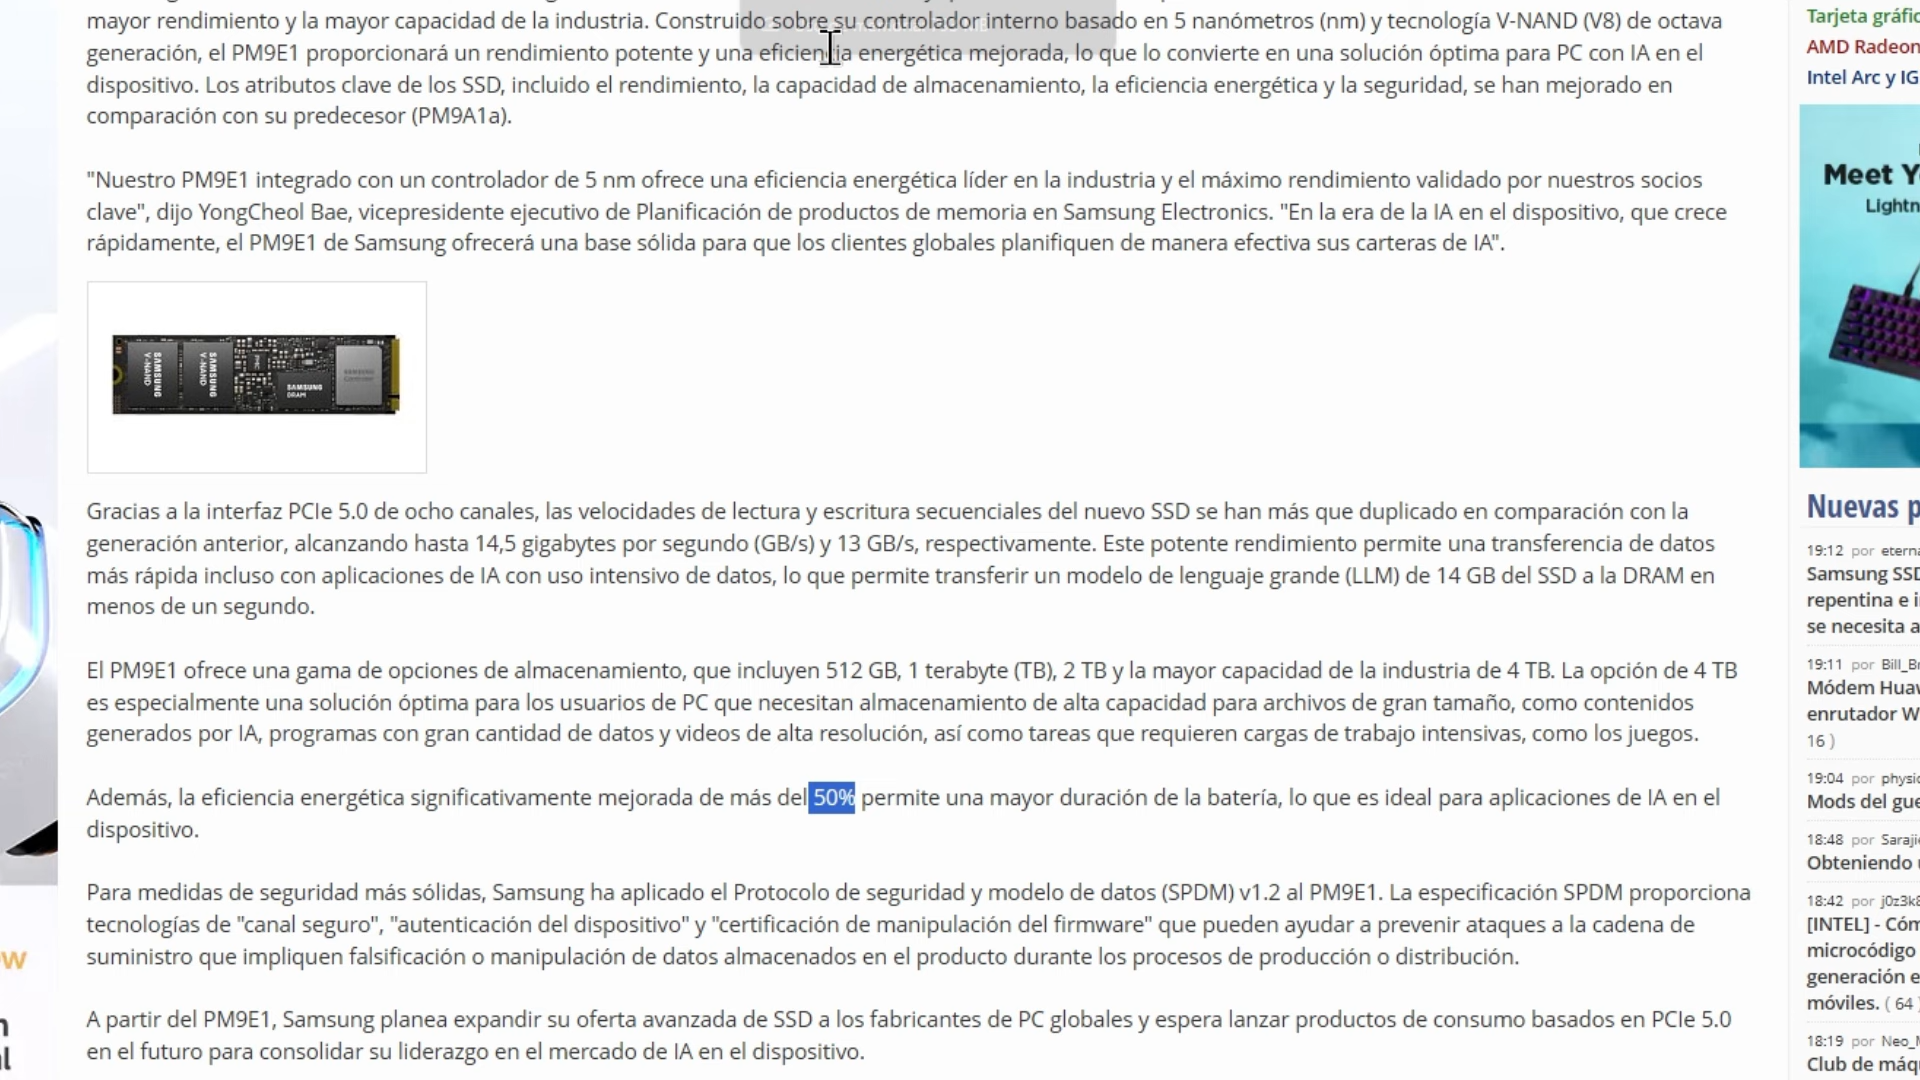 mayor rendimiento y la mayor capacidad de la industria. Construido sobre su controlador interno basado en 5 nanómetros (nm) y tecnología V-NAND (V8) de octava
generación, el PM9E1 proporcionará un rendimiento potente y una eficiencia energética mejorada, lo que lo convierte en una solución óptima para PC con IA en el
dispositivo. Los atributos clave de los SSD, incluido el rendimiento, la capacidad de almacenamiento, la eficiencia energética y la seguridad, se han mejorado en
comparación con su predecesor (PM9A1a).
"Nuestro PM9E1 integrado con un controlador de 5 nm ofrece una eficiencia energética líder en la industria y el máximo rendimiento validado por nuestros socios
clave", dijo YongCheol Bae, vicepresidente ejecutivo de Planificación de productos de memoria en Samsung Electronics. "En la era de la IA en el dispositivo, que crece
rápidamente, el PM9E1 de Samsung ofrecerá una base sólida para que los clientes globales planifiquen de manera efectiva sus carteras de IA".
SAMSUNG
V-NAND
SAMSUNG
V-NAND
SAMSUNG
DRAM
SAMSUNG
Gracias a la interfaz PCIe 5.0 de ocho canales, las velocidades de lectura y escritura secuenciales del nuevo SSD se han más que duplicado en comparación con la
generación anterior, alcanzando hasta 14,5 gigabytes por segundo (GB/s) y 13 GB/s, respectivamente. Este potente rendimiento permite una transferencia de datos
más rápida incluso con aplicaciones de IA con uso intensivo de datos, lo que permite transferir un modelo de lenguaje grande (LLM) de 14 GB del SSD a la DRAM en
menos de un segundo.
El PM9E1 ofrece una gama de opciones de almacenamiento, que incluyen 512 GB, 1 terabyte (TB), 2 TB y la mayor capacidad de la industria de 4 TB. La opción de 4 TB
es especialmente una solución óptima para los usuarios de PC que necesitan almacenamiento de alta capacidad para archivos de gran tamaño, como contenidos
generados por IA, programas con gran cantidad de datos y videos de alta resolución, así como tareas que requieren cargas de trabajo intensivas, como los juegos.
Además, la eficiencia energética significativamente mejorada de más del 50% permite una mayor duración de la batería, lo que es ideal para aplicaciones de IA en el
dispositivo.
Para medidas de seguridad más sólidas, Samsung ha aplicado el Protocolo de seguridad y modelo de datos (SPDM) v1.2 al PM9E1. La especificación SPDM proporciona
tecnologías de "canal seguro", "autenticación del dispositivo" y "certificación de manipulación del firmware" que pueden ayudar a prevenir ataques a la cadena de
suministro que impliquen falsificación o manipulación de datos almacenados en el producto durante los procesos de producción o distribución.
A partir del PM9E1, Samsung planea expandir su oferta avanzada de SSD a los fabricantes de PC globales y espera lanzar productos de consumo basados en PCIe 5.0
en el futuro para consolidar su liderazgo en el mercado de IA en el dispositivo.
Tarjeta gráfic
AMD Radeon
Intel Arc y IG
Meet Y
Lightn
Nuevas p
19:12 por eterna
Samsung SSD
repentina e i
se necesita a
19:11 por Bill_B
Módem Huaw
enrutador W
16 )
19:04 por physic
Mods del gue
18:48 por Saraji
Obteniendo
18:42 por j0z3k8
[INTEL] - Cóm
microcódigo
generación e
móviles. ( 64 )
18:19 por Neo_M
Club de máq